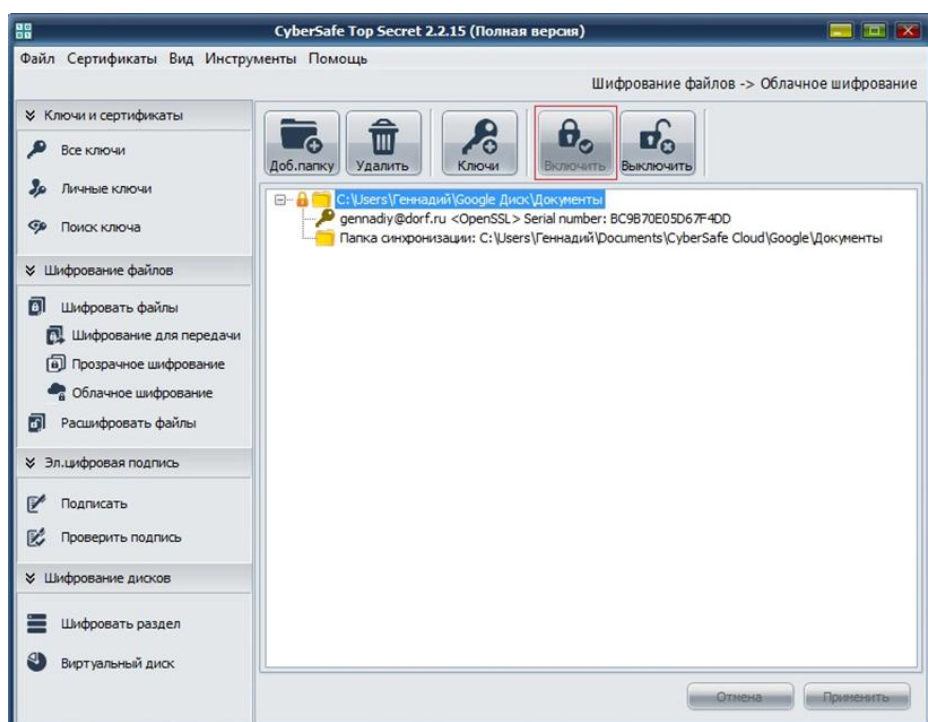 CyberSafe Top Secret 2.2.15 (Полная версия)
Файл Сертификаты Вид Инструменты Помощь
Шифрование файлов -> Облачное шифрование
Ключи и сертификаты
Все ключи
Личные ключи
Поиск ключа
Шифрование файлов
Шифровать файлы
Шифрование для передачи
Прозрачное шифрование
Облачное шифрование
Расшифровать файлы
Эл.цифровая подпись
Подписать
Проверить подпись
Шифрование дисков
Шифровать раздел
Виртуальный диск
Доб.папку Удалить Ключи Включить Выключить
C:\Users\Геннадий\Google Диск\Документы
gennadiy@dorf.ru <OpenSSL> Serial number: BC9B70E05D67F4DD
Папка синхронизации: C:\Users\Геннадий\Documents\CyberSafe Cloud\Google\Документы
Отмена Применить